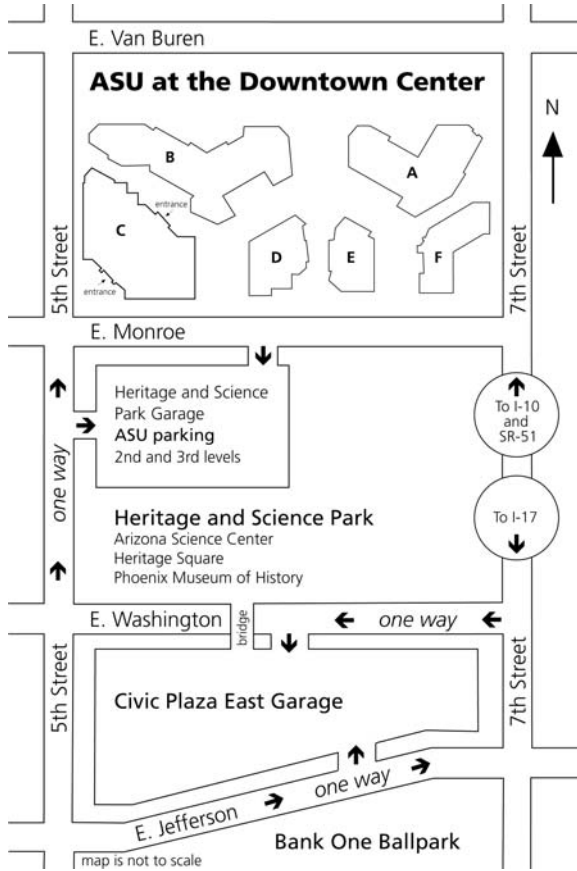 E. Van Buren
ASU at the Downtown Center
N
B
A
entrance
C
D
E
F
entrance
5th Street
7th Street
E. Monroe
Heritage and Science
Park Garage
ASU parking
2nd and 3rd levels
To I-10
and
SR-51
one way
Heritage and Science Park
Arizona Science Center
Heritage Square
Phoenix Museum of History
To I-17
E. Washington
bridge
one way
5th Street
7th Street
Civic Plaza East Garage
one way
E. Jefferson
Bank One Ballpark
map is not to scale